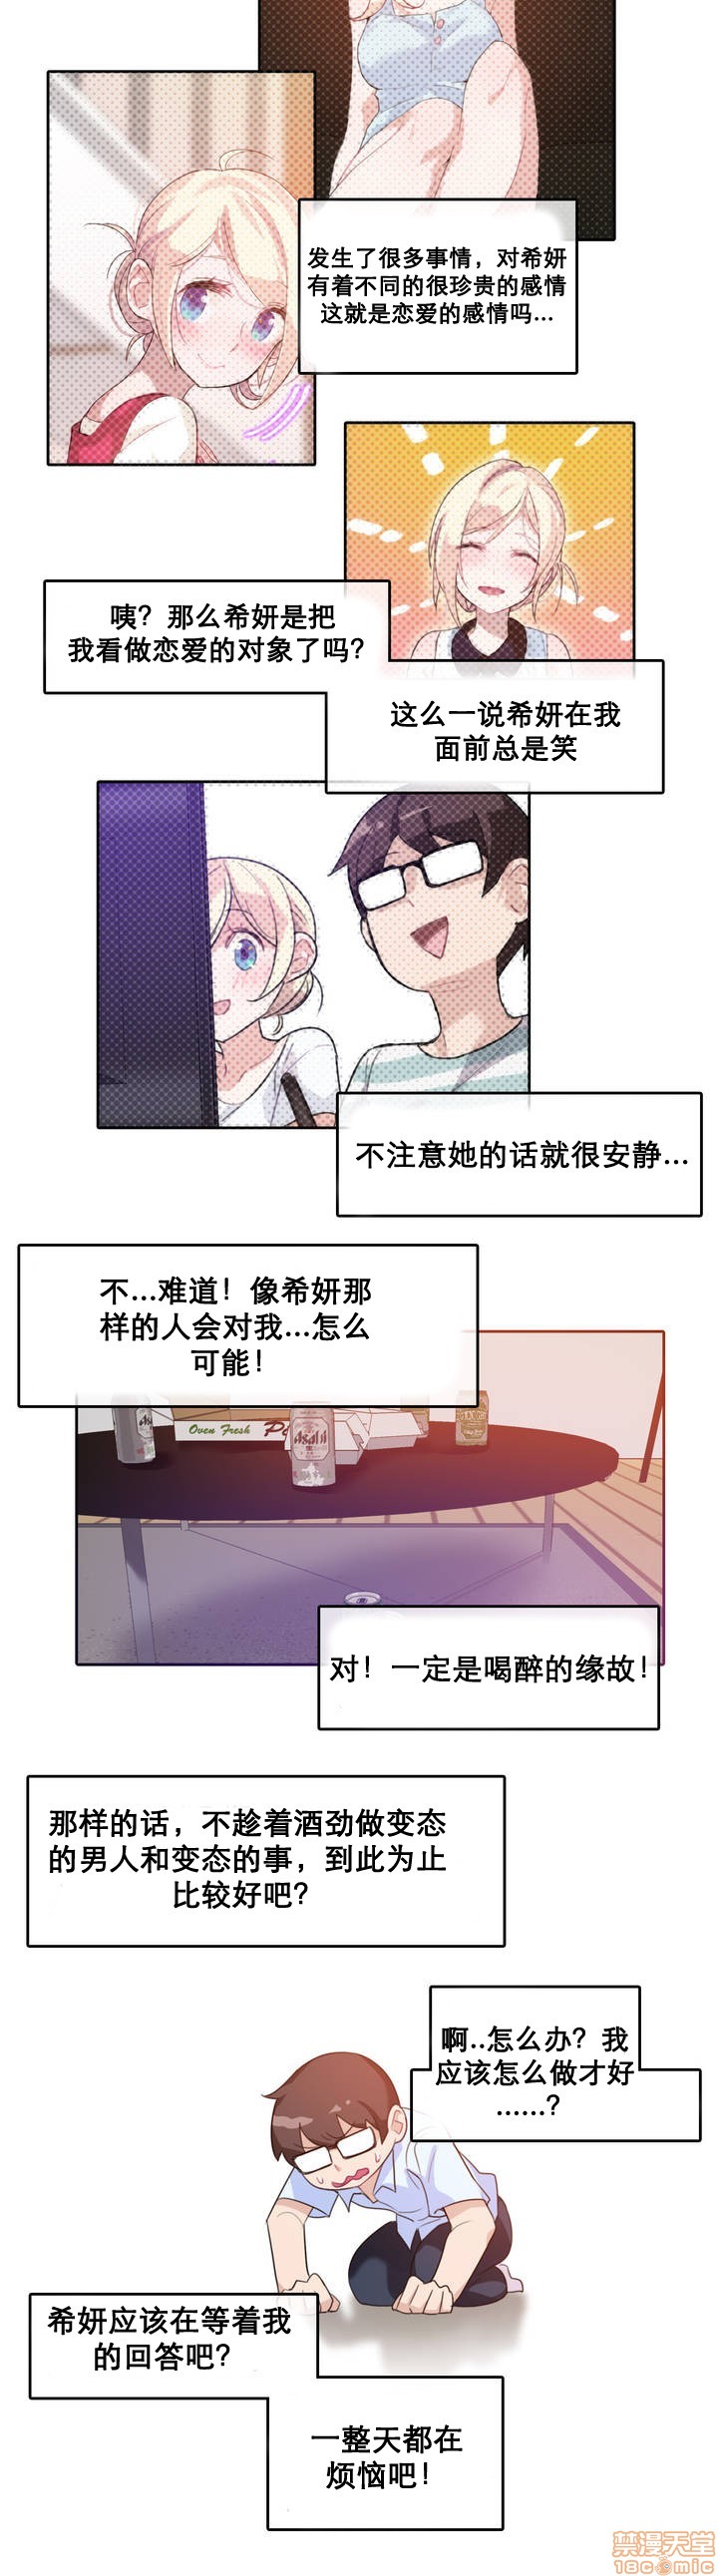 发生了很多事情，对希妍
有着不同的很珍贵的感情
这就是恋爱的感情吗...
咦？那么希妍是把
我看做恋爱的对象了吗？
这么一说希妍在我
面前总是笑
不注意她的话就很安静...
不...难道！像希妍那
样的人会对我...怎么
可能！
Oven Fresh
Asahi
对！一定是喝醉的缘故！
那样的话，不趁着酒劲做变态
的男人和变态的事，到此为止
比较好吧？
啊..怎么办？我
应该怎么做才好
......？
希妍应该在等着我
的回答吧？
一整天都在
烦恼吧！
禁漫天堂
18comic